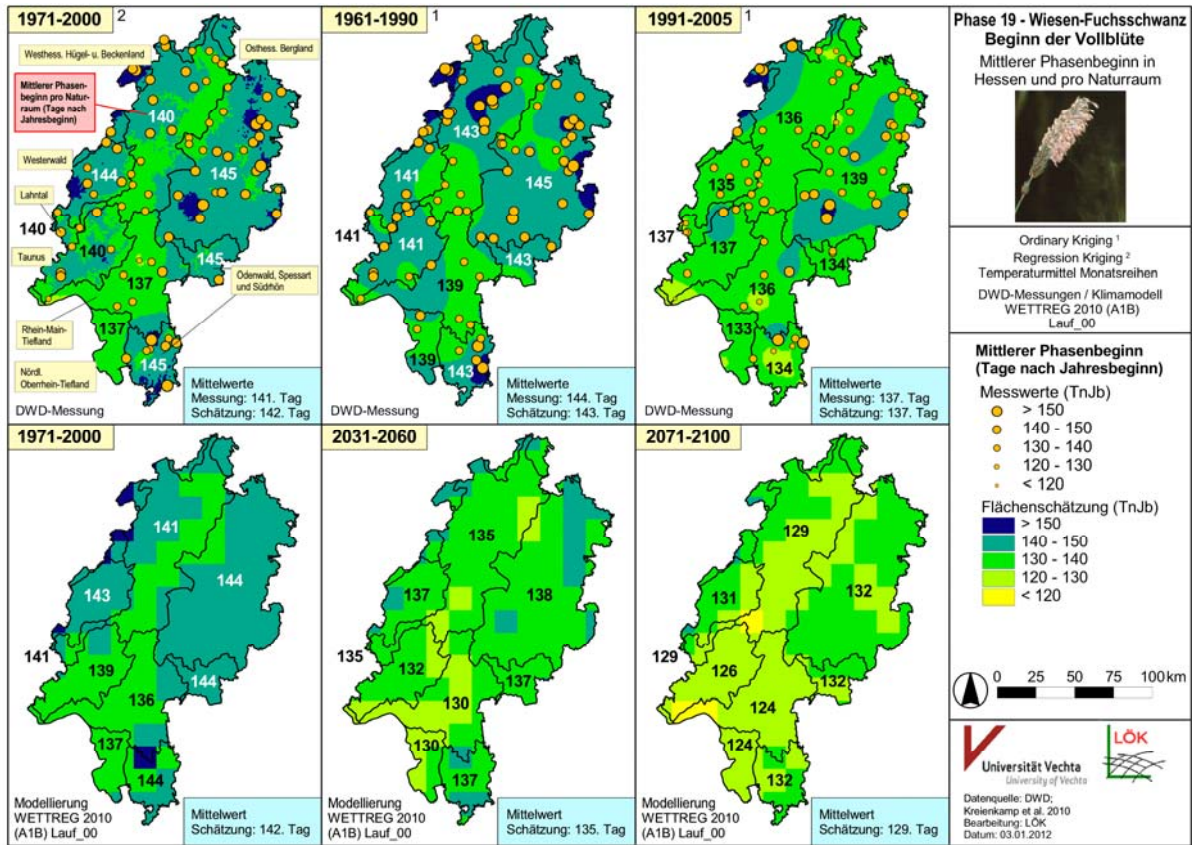 1971-2000 2
Westhess. Hügel- u. Beckenland
Osthess. Bergland
Mittlerer Phasen-
beginn pro Natur-
raum (Tage nach
Jahresbeginn)
140
Westerwald
144
145
Lahntal
140
140
Taunus
145
137
Odenwald, Spessart
und Südrhön
Rhein-Main-
Tiefland
137
145
Nördl.
Oberrhein-Tiefland
DWD-Messung
Mittelwerte
Messung: 141. Tag
Schätzung: 142. Tag
1961-1990 1
143
141
145
141
141
143
139
139
143
DWD-Messung
Mittelwerte
Messung: 144. Tag
Schätzung: 143. Tag
1991-2005 1
136
135
139
137
137
134
136
133
134
DWD-Messung
Mittelwerte
Messung: 137. Tag
Schätzung: 137. Tag
1971-2000
141
144
143
141
139
144
136
137
144
Modellierung
WETTREG 2010
(A1B) Lauf_00
Mittelwert
Schätzung: 142. Tag
2031-2060
135
137
138
135
132
137
130
130
137
Modellierung
WETTREG 2010
(A1B) Lauf_00
Mittelwert
Schätzung: 135. Tag
2071-2100
129
131
132
129
126
132
124
124
132
Modellierung
WETTREG 2010
(A1B) Lauf_00
Mittelwert
Schätzung: 129. Tag
Phase 19 - Wiesen-Fuchsschwanz
Beginn der Vollblüte
Mittlerer Phasenbeginn in
Hessen und pro Naturraum
Ordinary Kriging 1
Regression Kriging 2
Temperaturmittel Monatsreihen
DWD-Messungen / Klimamodell
WETTREG 2010 (A1B)
Lauf_00
Mittlerer Phasenbeginn
(Tage nach Jahresbeginn)
Messwerte (TnJb)
> 150
140 - 150
130 - 140
120 - 130
< 120
Flächenschätzung (TnJb)
> 150
140 - 150
130 - 140
120 - 130
< 120
0 25 50 75 100 km
Universität Vechta
University of Vechta
LÖK
Datenquelle: DWD;
Kreienkamp et al. 2010
Bearbeitung: LÖK
Datum: 03.01.2012